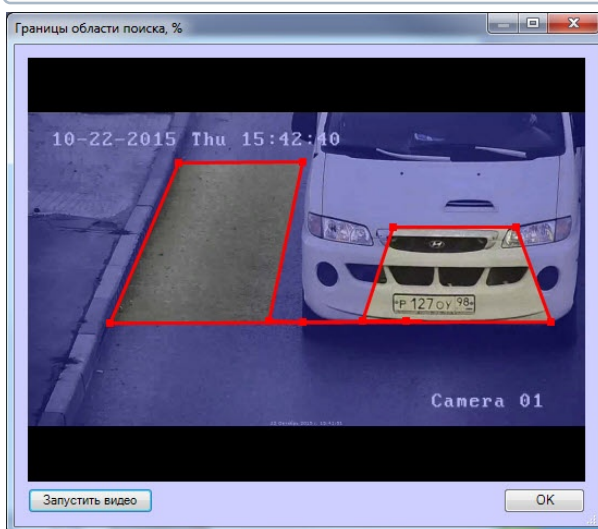 Границы области поиска, %
10-22-2015 Thu 15:42:40
Р 127 ОУ 98
Camera 01
Запустить видео
OK